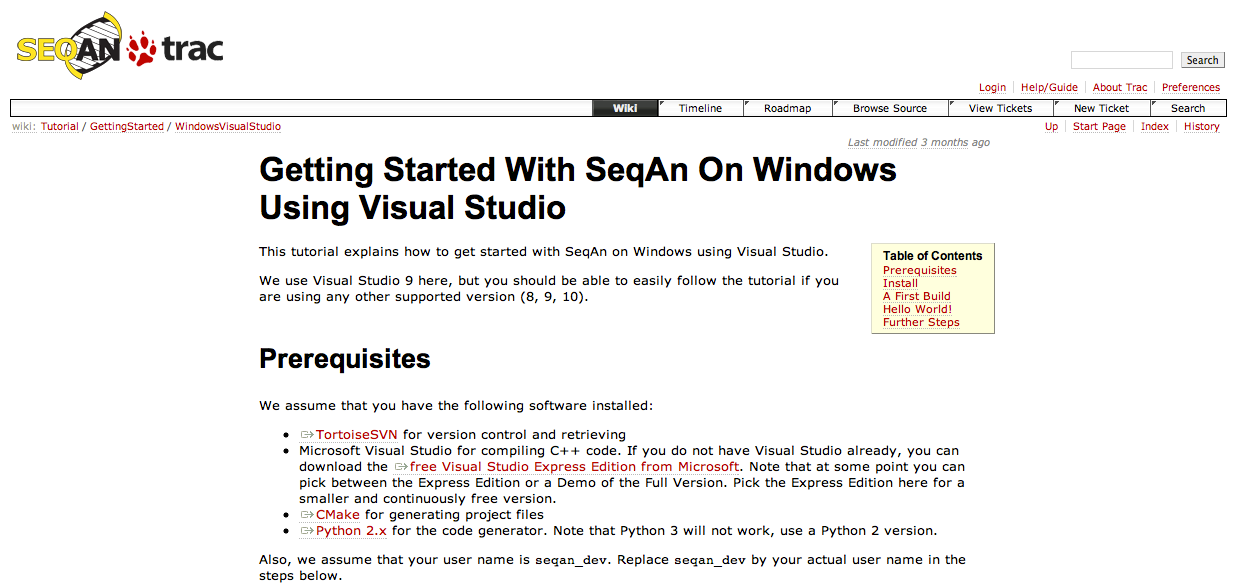 SEQAN trac
Search
Login Help/Guide About Trac Preferences
Wiki Timeline Roadmap Browse Source View Tickets New Ticket Search
wiki: Tutorial / GettingStarted / WindowsVisualStudio
Up Start Page Index History
Last modified 3 months ago
Getting Started With SeqAn On Windows
Using Visual Studio
This tutorial explains how to get started with SeqAn on Windows using Visual Studio.
We use Visual Studio 9 here, but you should be able to easily follow the tutorial if you
are using any other supported version (8, 9, 10).
Table of Contents
Prerequisites
Install
A First Build
Hello World!
Further Steps
Prerequisites
We assume that you have the following software installed:
• TortoiseSVN for version control and retrieving
• Microsoft Visual Studio for compiling C++ code. If you do not have Visual Studio already, you can
download the free Visual Studio Express Edition from Microsoft. Note that at some point you can
pick between the Express Edition or a Demo of the Full Version. Pick the Express Edition here for a
smaller and continuously free version.
• CMake for generating project files
• Python 2.x for the code generator. Note that Python 3 will not work, use a Python 2 version.
Also, we assume that your user name is seqan_dev. Replace seqan_dev by your actual user name in the
steps below.